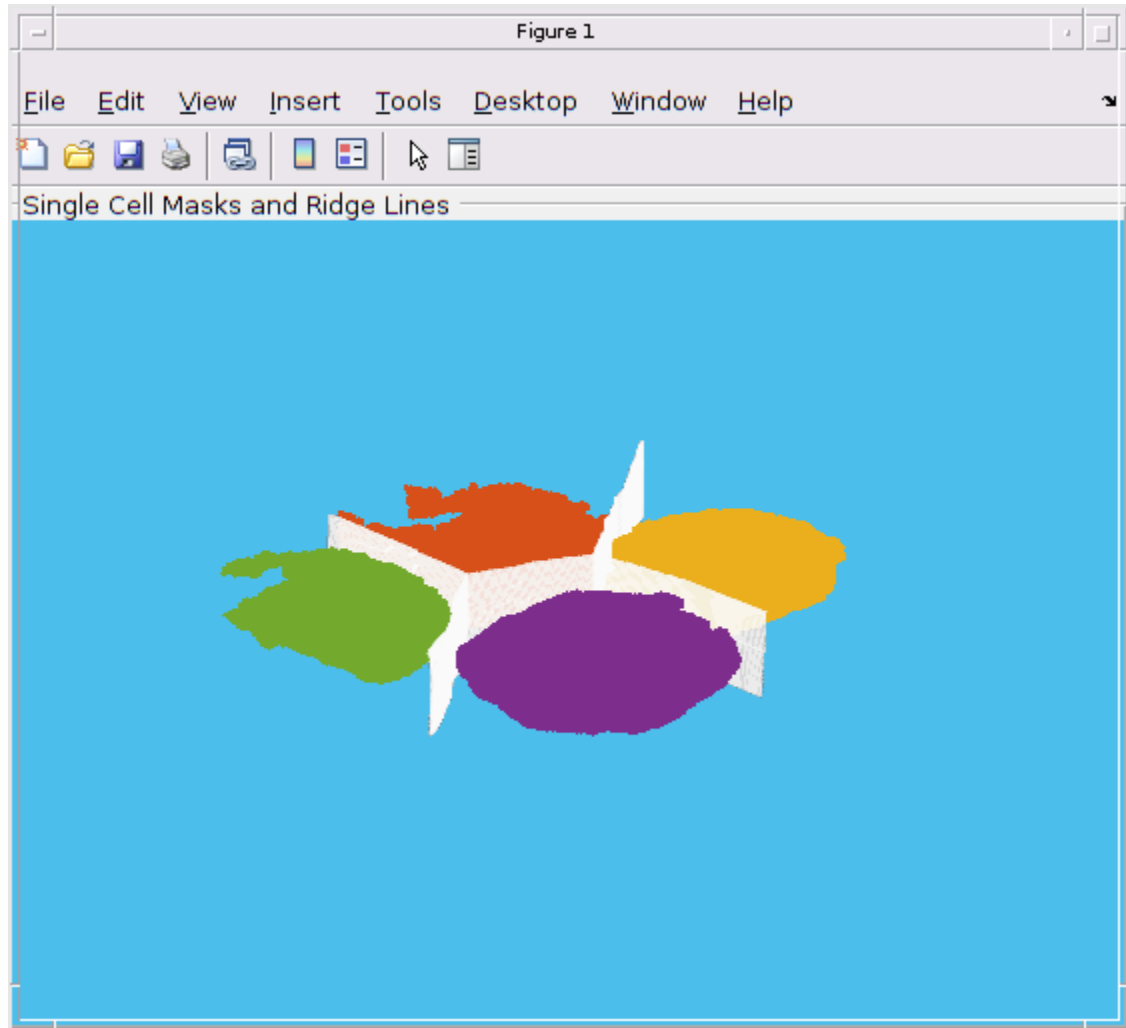 Figure 1
File Edit View Insert Tools Desktop Window Help
Single Cell Masks and Ridge Lines